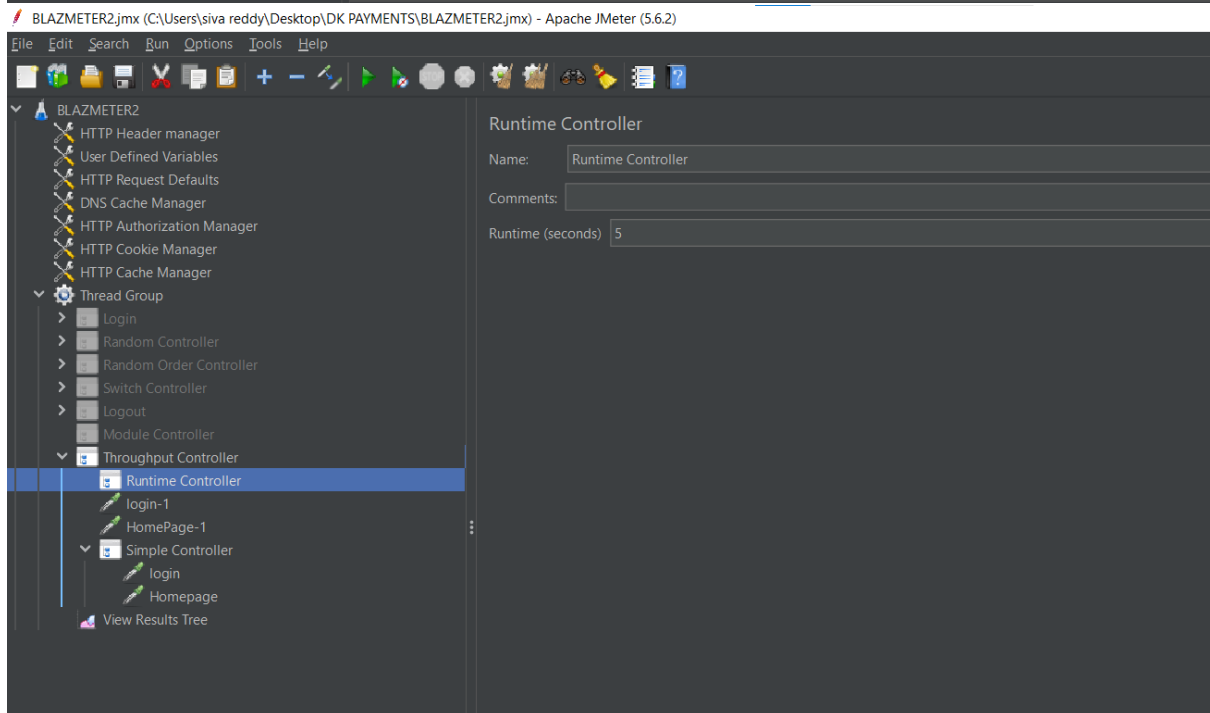 BLAZMETER2.jmx (C:\Users\siva reddy\Desktop\DK PAYMENTS\BLAZMETER2.jmx) - Apache JMeter (5.6.2)
File Edit Search Run Options Tools Help
STOP
BLAZMETER2
HTTP Header manager
User Defined Variables
HTTP Request Defaults
DNS Cache Manager
HTTP Authorization Manager
HTTP Cookie Manager
HTTP Cache Manager
Thread Group
Login
Random Controller
Random Order Controller
Switch Controller
Logout
Module Controller
Throughput Controller
Runtime Controller
login-1
HomePage-1
Simple Controller
login
Homepage
View Results Tree
Runtime Controller
Name: Runtime Controller
Comments:
Runtime (seconds) 5